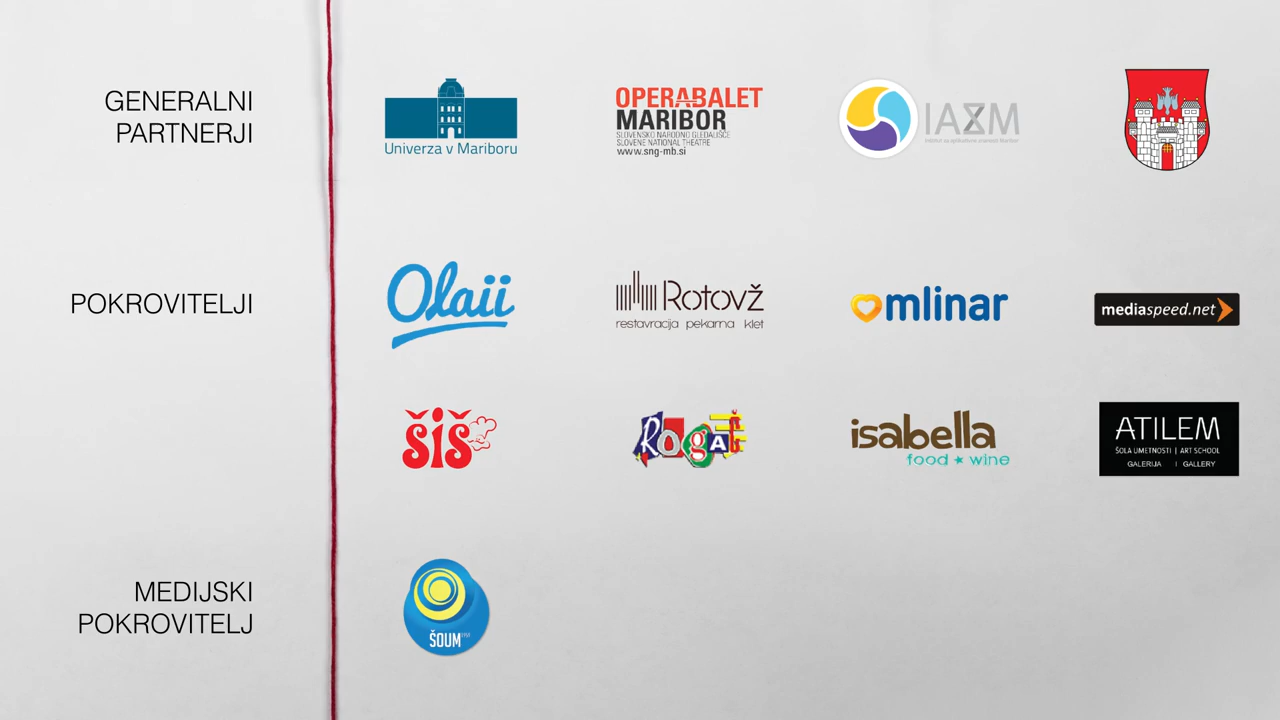 GENERALNI
PARTNERJI
Univerza v Mariboru
OPERABALET
MARIBOR
SLOVENSKO NARODNO GLEDALIŠČE
SLOVENE NATIONAL THEATRE
www.sng-mb.si
IAZM
POKROVITELJI
Olaii
Rotovž
restavracija pekarna klet
mlinar
mediaspeed.net
šiš
Rogat
isabella
food ★ wine
ATILEM
ŠOLA UMETNOSTI | ART SCHOOL
GALERIJA | GALLERY
MEDIJSKI
POKROVITELJ
ŠOUM